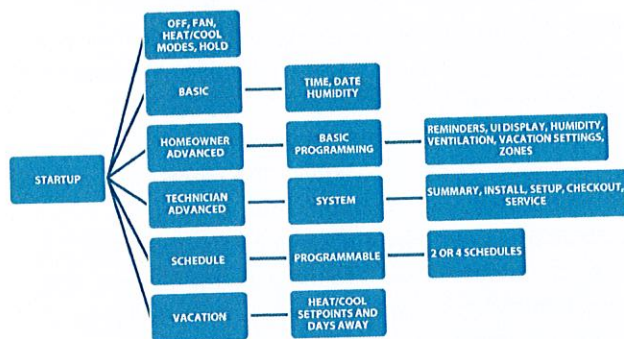 OFF, FAN,
HEAT/COOL
MODES, HOLD
BASIC
TIME, DATE
HUMIDITY
HOMEOWNER
ADVANCED
BASIC
PROGRAMMING
REMINDERS, UI DISPLAY, HUMIDITY,
VENTILATION, VACATION SETTINGS,
ZONES
STARTUP
TECHNICIAN
ADVANCED
SYSTEM
SUMMARY, INSTALL, SETUP, CHECKOUT,
SERVICE
SCHEDULE
PROGRAMMABLE
2 OR 4 SCHEDULES
VACATION
HEAT/COOL
SETPOINTS AND
DAYS AWAY